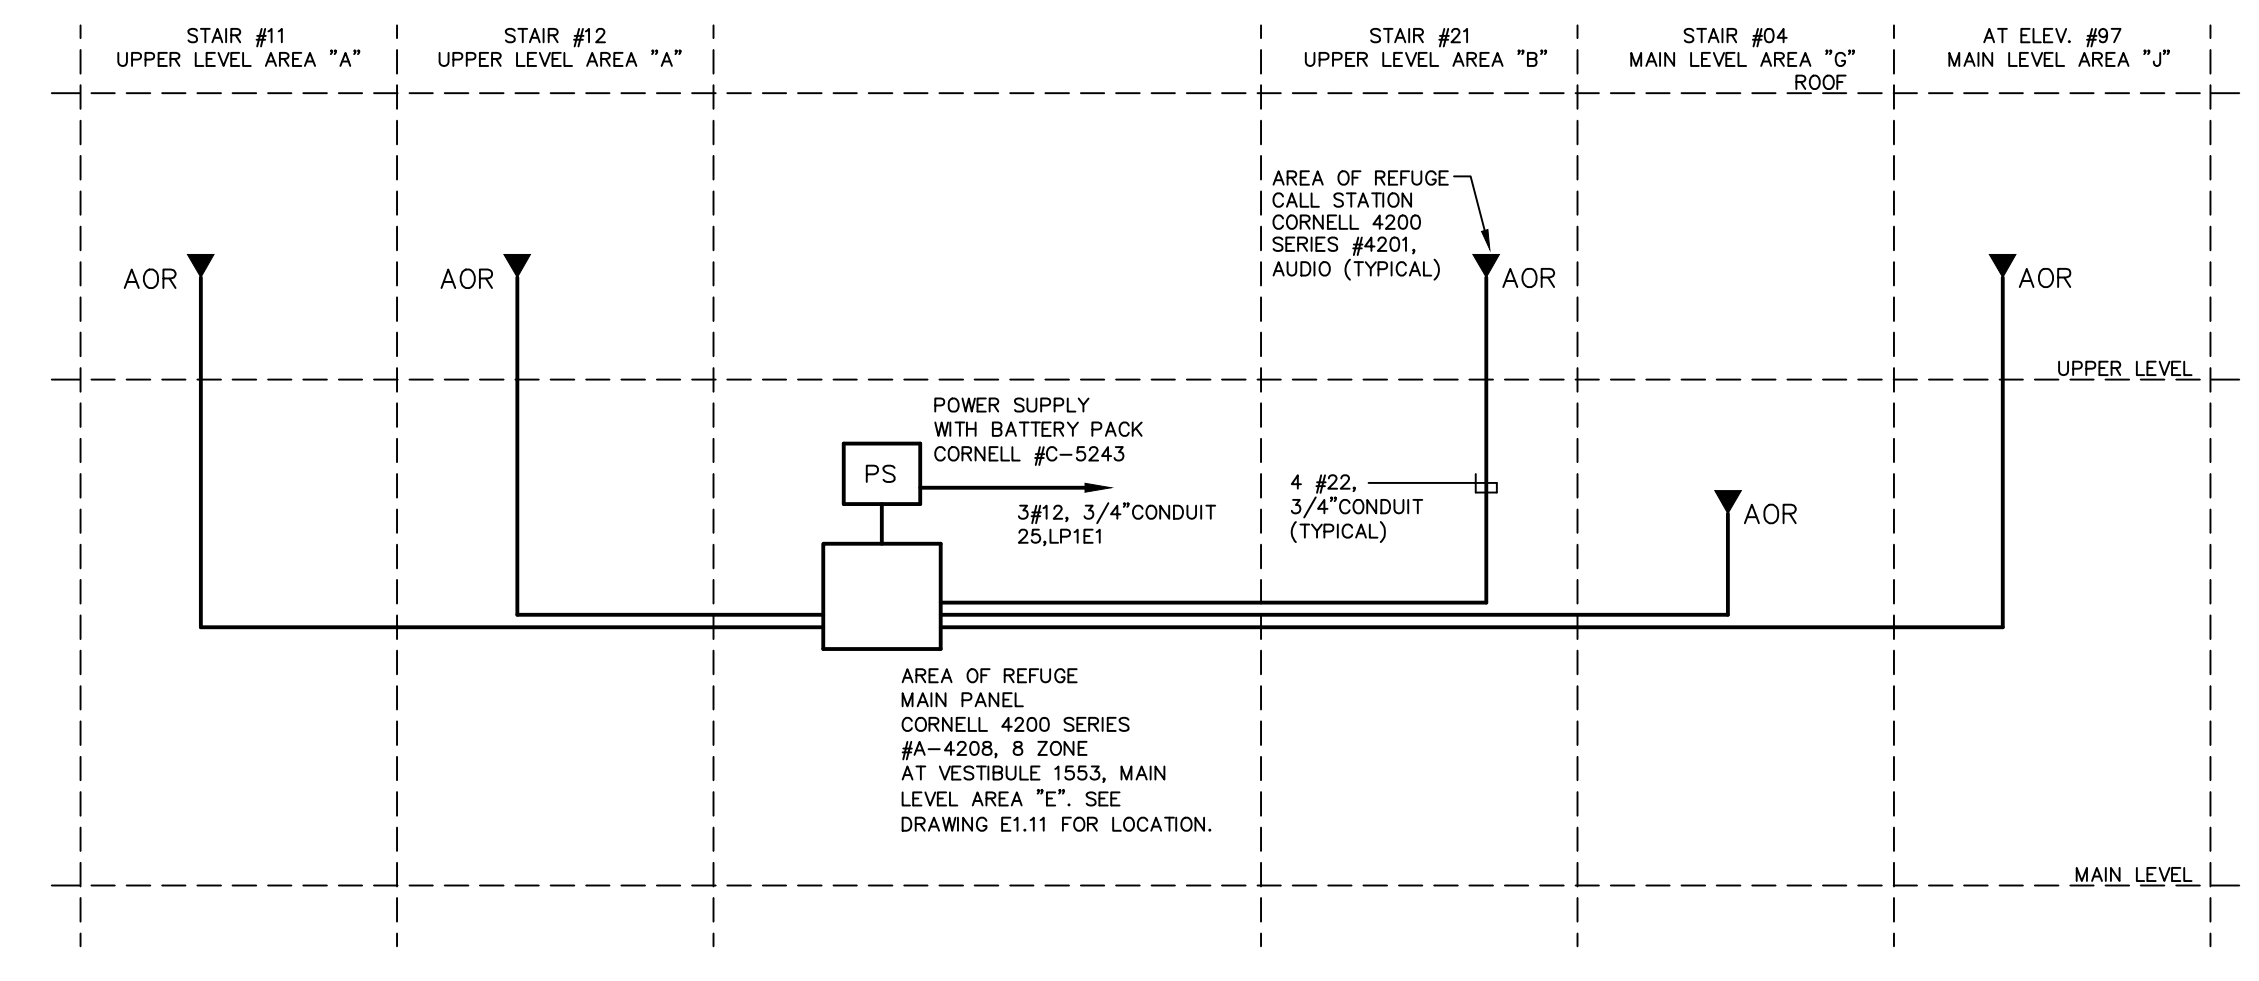 STAIR #11
UPPER LEVEL AREA "A"
STAIR #12
UPPER LEVEL AREA "A"
STAIR #21
UPPER LEVEL AREA "B"
STAIR #04
MAIN LEVEL AREA "G"
AT ELEV. #97
MAIN LEVEL AREA "J"
ROOF
AREA OF REFUGE
CALL STATION
CORNELL 4200
SERIES #4201,
AUDIO (TYPICAL)
AOR
AOR
AOR
AOR
UPPER LEVEL
POWER SUPPLY
WITH BATTERY PACK
CORNELL #C-5243
PS
3#12, 3/4"CONDUIT
25,LP1E1
4 #22,
3/4"CONDUIT
(TYPICAL)
AOR
AREA OF REFUGE
MAIN PANEL
CORNELL 4200 SERIES
#A-4208, 8 ZONE
AT VESTIBULE 1553, MAIN
LEVEL AREA "E". SEE
DRAWING E1.11 FOR LOCATION.
MAIN LEVEL